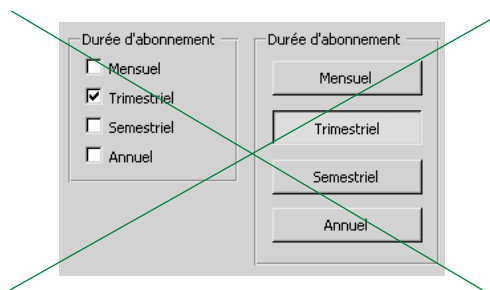 Durée d'abonnement
Mensuel
Trimestriel
Semestriel
Annuel
Durée d'abonnement
Mensuel
Trimestriel
Semestriel
Annuel